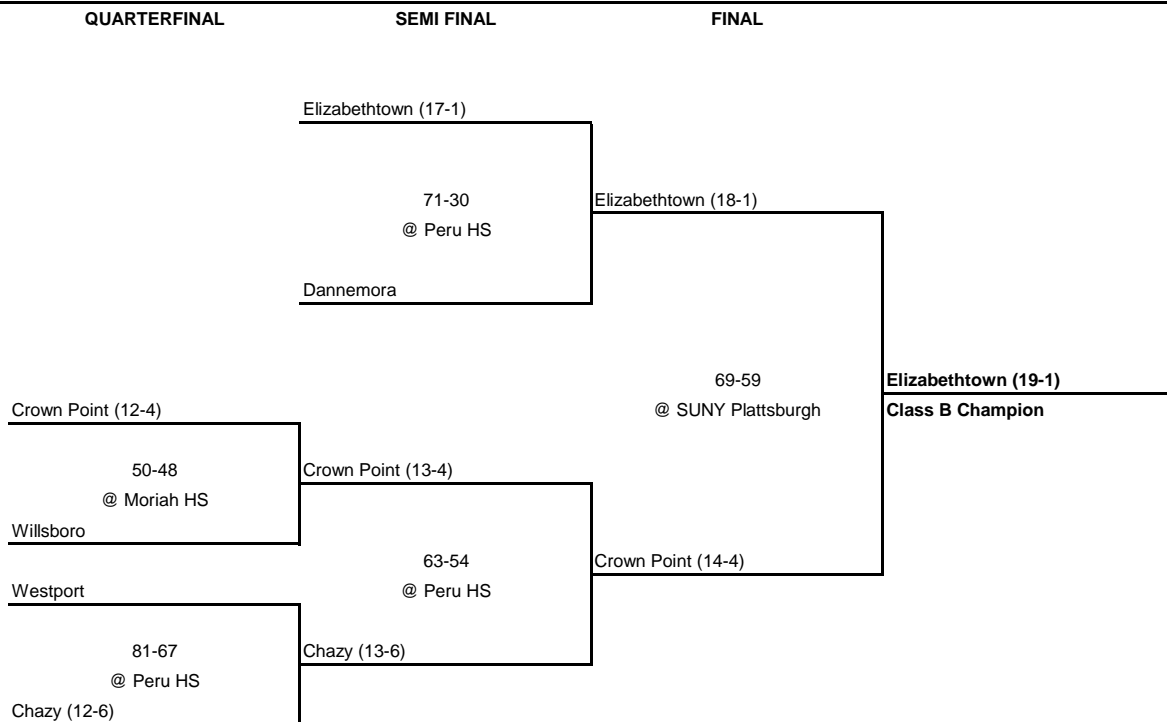 QUARTERFINAL SEMI FINAL FINAL
Elizabethtown (17-1)
71-30 Elizabethtown (18-1)
@ Peru HS
Dannemora
69-59 Elizabethtown (19-1)
Crown Point (12-4) @ SUNY Plattsburgh Class B Champion
50-48 Crown Point (13-4)
@ Moriah HS
Willsboro
63-54 Crown Point (14-4)
Westport @ Peru HS
81-67 Chazy (13-6)
@ Peru HS
Chazy (12-6)